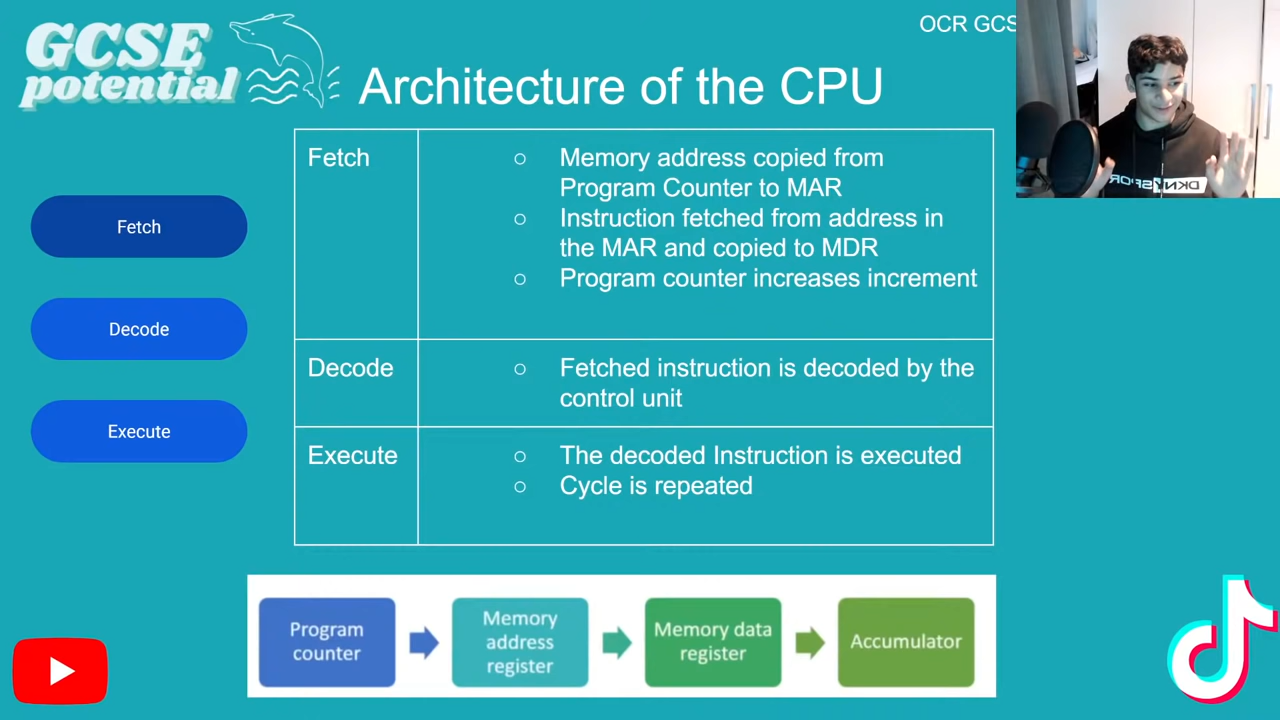 GCSE
potential
OCR GCS
Architecture of the CPU
Fetch
Decode
Execute
Fetch
Memory address copied from
Program Counter to MAR
Instruction fetched from address in
the MAR and copied to MDR
Program counter increases increment
Decode
Fetched instruction is decoded by the
control unit
Execute
The decoded Instruction is executed
Cycle is repeated
Program
counter
Memory
address
register
Memory data
register
Accumulator
DKNY SPOR